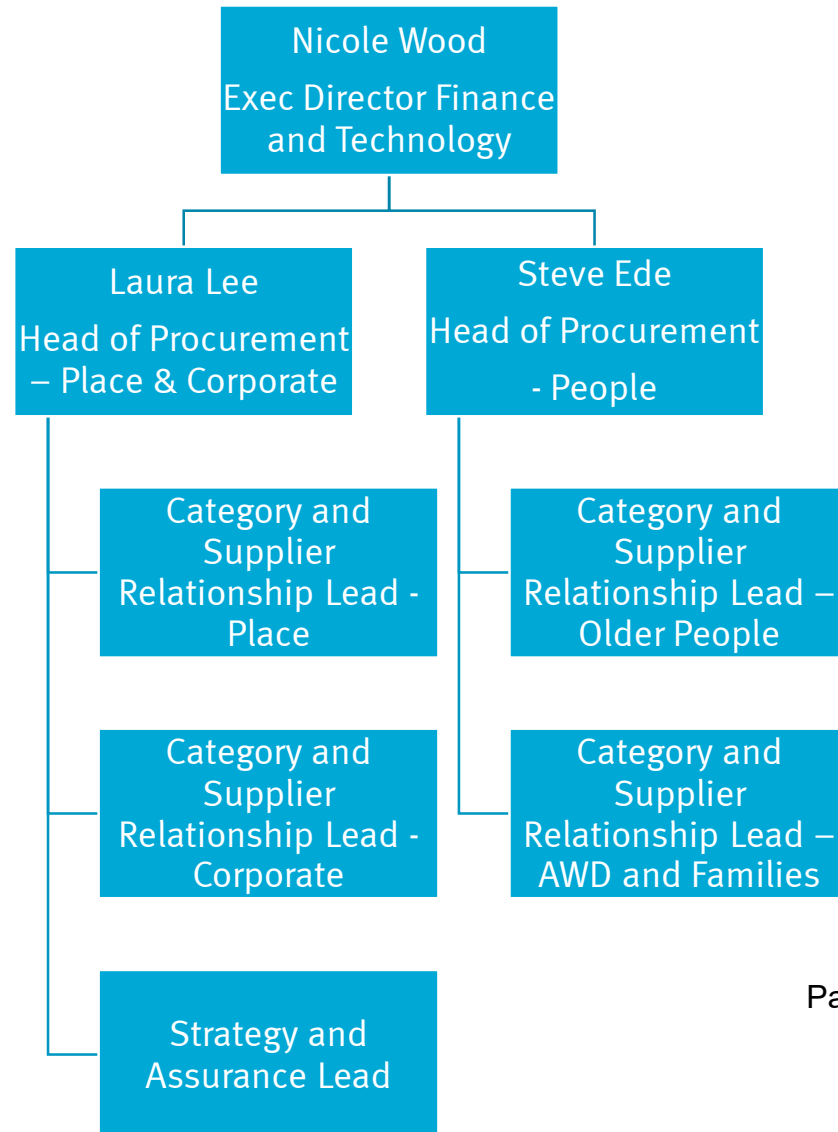 Nicole Wood
Exec Director Finance
and Technology
Laura Lee
Head of Procurement
– Place & Corporate
Steve Ede
Head of Procurement
- People
Category and
Supplier
Relationship Lead -
Place
Category and
Supplier
Relationship Lead –
Older People
Category and
Supplier
Relationship Lead -
Corporate
Category and
Supplier
Relationship Lead –
AWD and Families
Strategy and
Assurance Lead